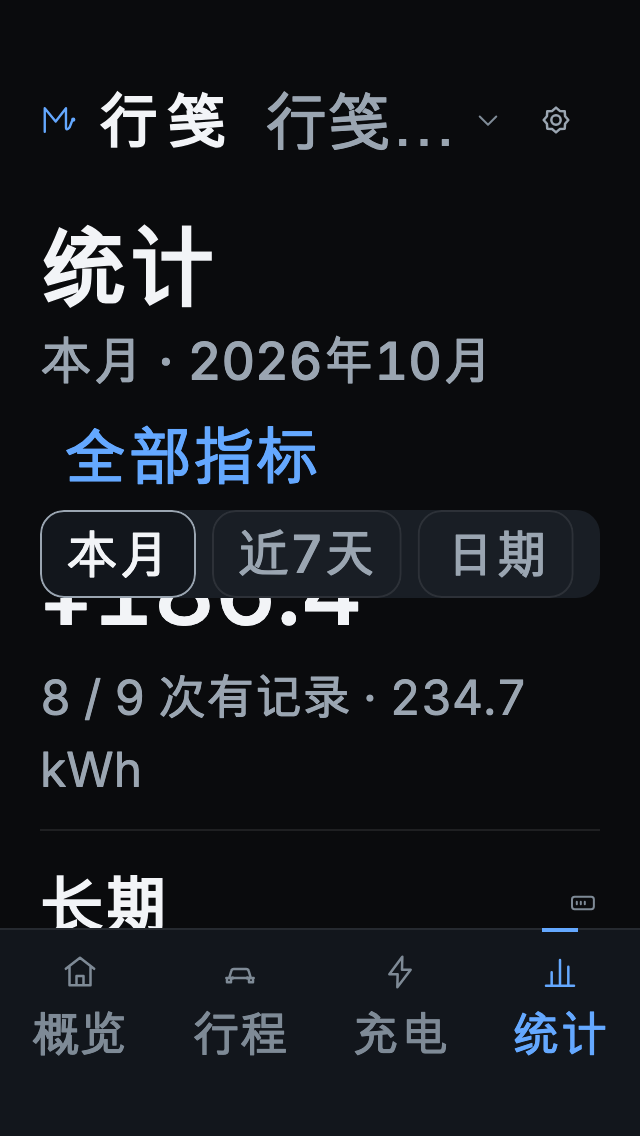 行笺 行笺...
统计
本月 · 2026年10月
全部指标
本月 近7天 日期
8 / 9 次有记录 · 234.7
kWh
长期
概览 行程 充电 统计